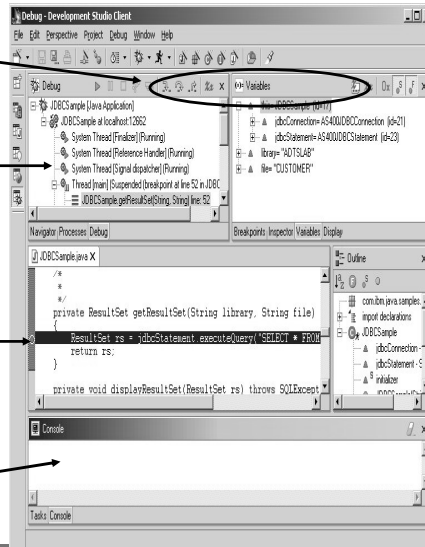 Debug - Development Studio Client
File Edit Perspective Project Debug Window Help
Debug
Variables
JDBCSample [Java Application]
JDBCSample at localhost:12662
System Thread [Finalizer] (Running)
System Thread [Reference Handler] (Running)
System Thread [Signal dispatcher] (Running)
Thread [main] (Suspended (breakpoint at line 52 in JDBC
JDBCSample.getResultSet(String, String) line: 52
Navigator Processes Debug
this= JDBCSample (id=17)
jdbcConnection= AS400JDBCConnection (id=21)
jdbcStatement= AS400JDBCStatement (id=23)
library= "ADTSLAB"
file= "CUSTOMER"
Breakpoints Inspector Variables Display
JDBCSample.java X
/*
*
*/
private ResultSet getResultSet(String library, String file)
{
ResultSet rs = jdbcStatement.executeQuery("SELECT * FROM
return rs;
}
private void displayResultSet(ResultSet rs) throws SQLExcept
Outline
com.ibm.java.samples.
import declarations
JDBCSample
jdbcConnection -
jdbcStatement - S
initializer
Console
Tasks Console